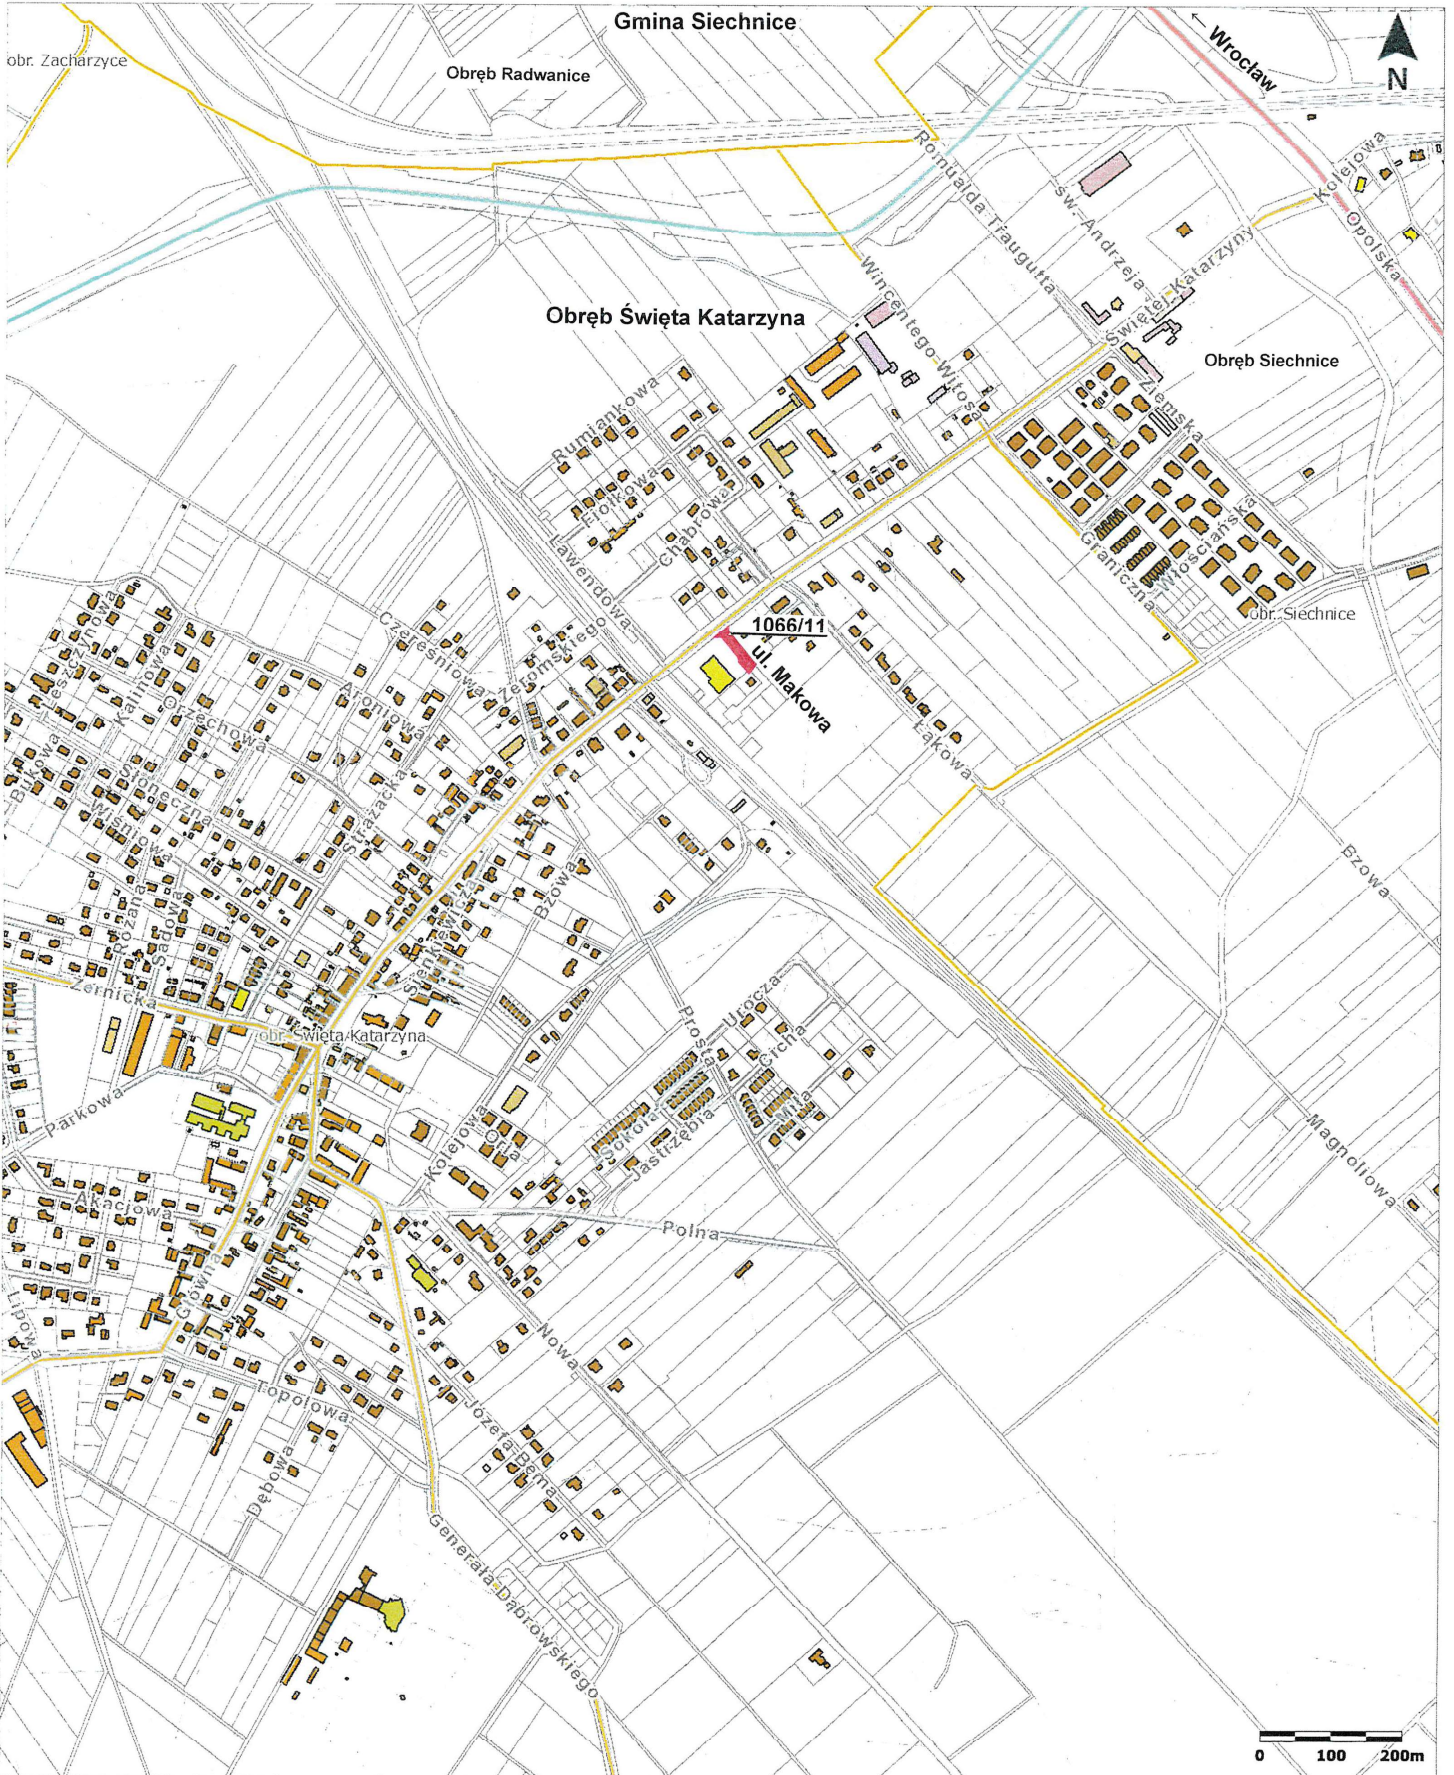 Gmina Siechnice
← Wrocław
N
obr. Zacharzyce
Obręb Radwanice
Kolejowa
Romualda Traugutta
św. Andrzeja
Opolska
Świętej Katarzyny
Wincentego Witosa
Obręb Święta Katarzyna
Obręb Siechnice
Ziemska
Rumiankowa
Fiołkowa
Chabrowa
Włościańska
Graniczna
Lawendowa
obr. Siechnice
1066/11
ul. Makowa
Czereśniowa
Żeromskiego
Leszczynowa
Kalinowa
Aroniowa
Orzechowa
Bukowa
Słoneczna
Wiśniowa
Strażacka
Łąkowa
Bzowa
Bzowa
Różana
Sadowa
Sienkiewicza
Żernicka
obr. Święta Katarzyna
Prosta
Urocza
Cicha
Miła
Parkowa
Kolejowa
Orla
Sokola
Jastrzębia
Magnoliowa
Akacjowa
Polna
Główna
Lipowa
Nowa
Topolowa
Józefa Bema
Dębowa
Generała Dąbrowskiego
0 100 200m